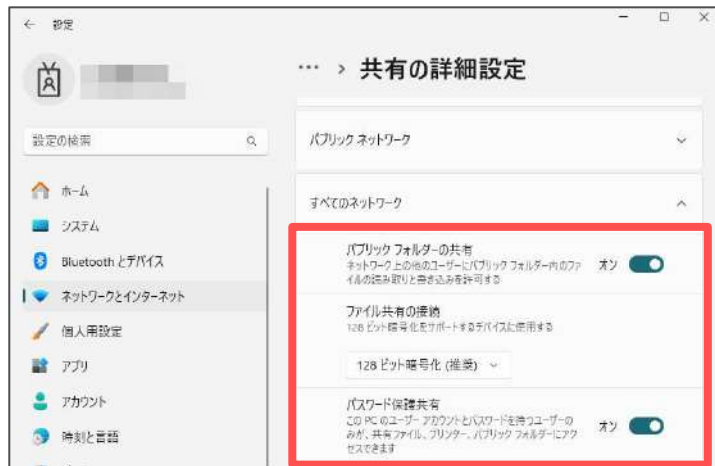 設定
… › 共有の詳細設定
設定の検索
ホーム
システム
Bluetooth とデバイス
ネットワークとインターネット
個人用設定
アプリ
アカウント
時刻と言語
パブリック ネットワーク
すべてのネットワーク
パブリック フォルダーの共有
ネットワーク上の他のユーザーにパブリック フォルダー内のファ
イルの読み取りと書き込みを許可する
オン
ファイル共有の接続
128 ビット暗号化をサポートするデバイスに使用する
128 ビット暗号化 (推奨)
パスワード保護共有
この PC のユーザー アカウントとパスワードを持つユーザーの
みが、共有ファイル、プリンター、パブリック フォルダーにアク
セスできます
オン